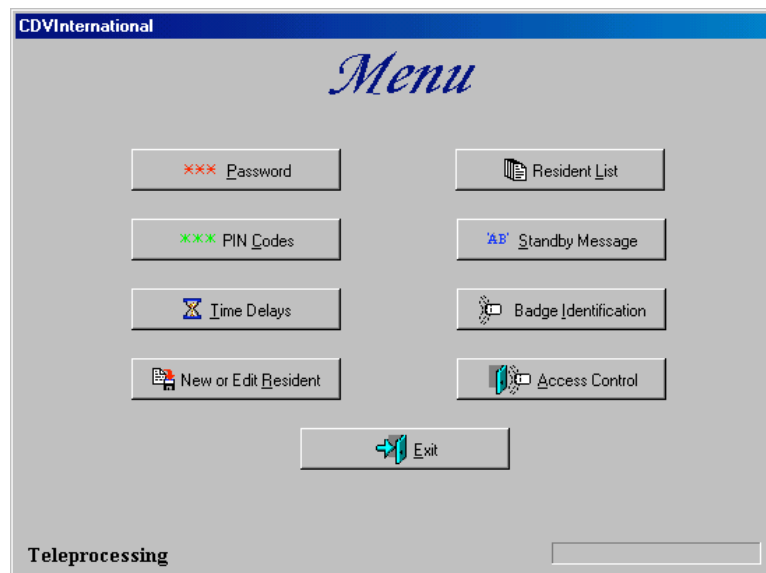 CDVInternational
Menu
*** Password
Resident List
*** PIN Codes
'AB' Standby Message
Time Delays
Badge Identification
New or Edit Resident
Access Control
Exit
Teleprocessing